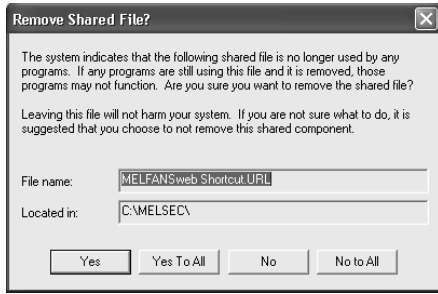 Remove Shared File?
The system indicates that the following shared file is no longer used by any
programs. If any programs are still using this file and it is removed, those
programs may not function. Are you sure you want to remove the shared file?
Leaving this file will not harm your system. If you are not sure what to do, it is
suggested that you choose to not remove this shared component.
File name: MELFANSweb Shortcut.URL
Located in: C:\MELSEC\
Yes Yes To All No No to All